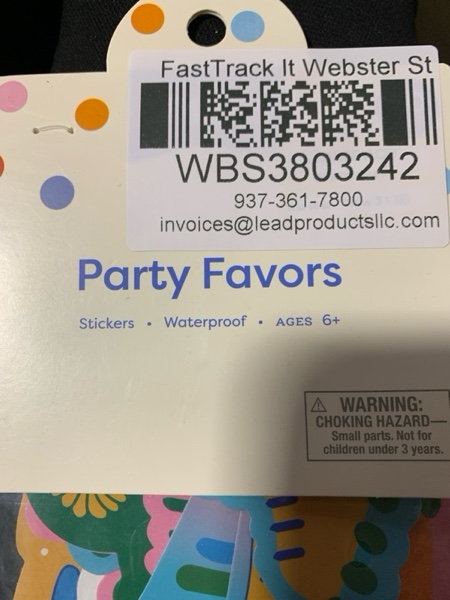 FastTrack It Webster St
WBS3803242
937-361-7800
invoices@leadproductsllc.com
Party Favors
Stickers • Waterproof • AGES 6+
⚠ WARNING:
CHOKING HAZARD—
Small parts. Not for
children under 3 years.